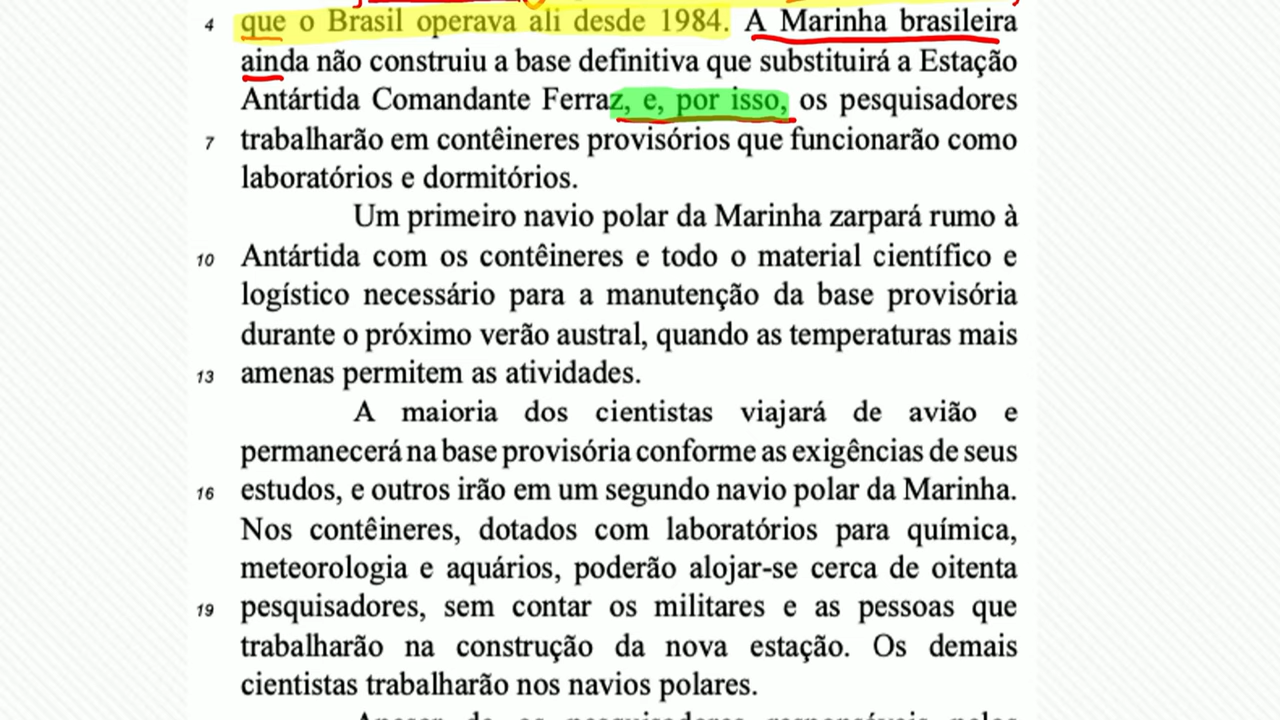 4 que o Brasil operava ali desde 1984. A Marinha brasileira
ainda não construiu a base definitiva que substituirá a Estação
Antártida Comandante Ferraz, e, por isso, os pesquisadores
7 trabalharão em contêineres provisórios que funcionarão como
laboratórios e dormitórios.
Um primeiro navio polar da Marinha zarpará rumo à
10 Antártida com os contêineres e todo o material científico e
logístico necessário para a manutenção da base provisória
durante o próximo verão austral, quando as temperaturas mais
13 amenas permitem as atividades.
A maioria dos cientistas viajará de avião e
permanecerá na base provisória conforme as exigências de seus
16 estudos, e outros irão em um segundo navio polar da Marinha.
Nos contêineres, dotados com laboratórios para química,
meteorologia e aquários, poderão alojar-se cerca de oitenta
19 pesquisadores, sem contar os militares e as pessoas que
trabalharão na construção da nova estação. Os demais
cientistas trabalharão nos navios polares.
Apesar de os pesquisadores responsáveis pelos